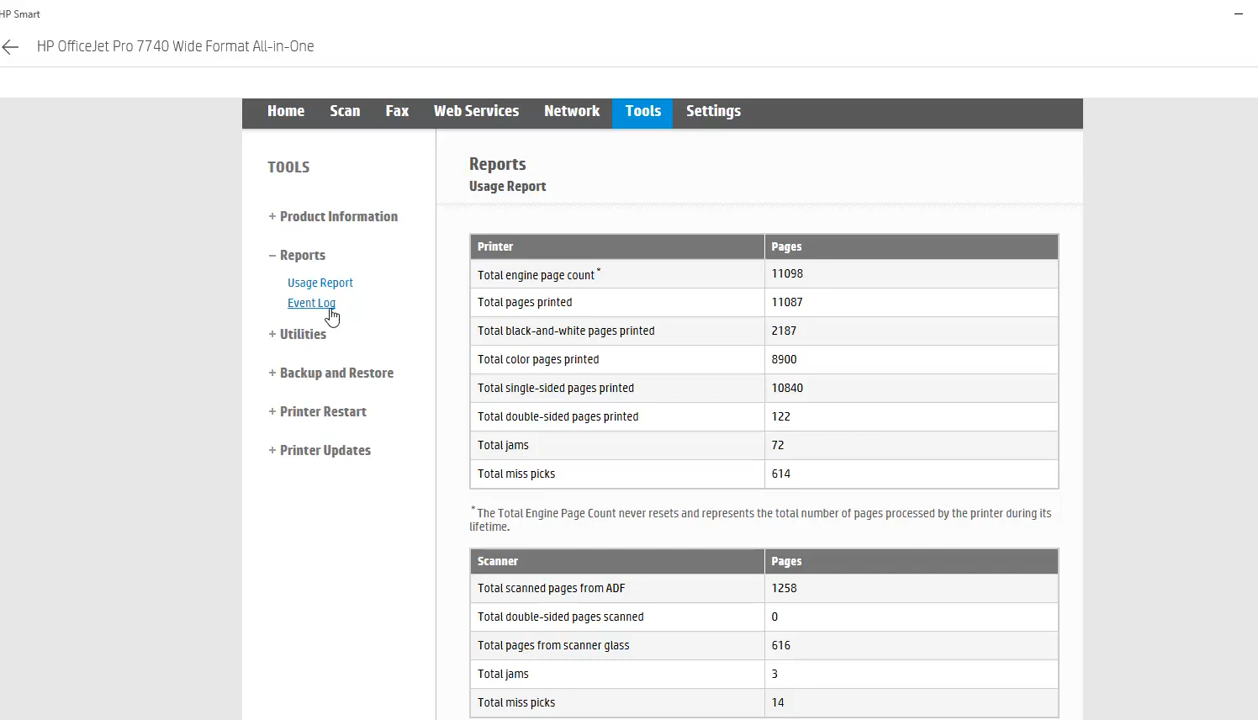 HP Smart
HP OfficeJet Pro 7740 Wide Format All-in-One
Home Scan Fax Web Services Network Tools Settings
TOOLS
+ Product Information
– Reports
Usage Report
Event Log
+ Utilities
+ Backup and Restore
+ Printer Restart
+ Printer Updates
Reports
Usage Report
Printer Pages
Total engine page count * 11098
Total pages printed 11087
Total black-and-white pages printed 2187
Total color pages printed 8900
Total single-sided pages printed 10840
Total double-sided pages printed 122
Total jams 72
Total miss picks 614
*The Total Engine Page Count never resets and represents the total number of pages processed by the printer during its
lifetime.
Scanner Pages
Total scanned pages from ADF 1258
Total double-sided pages scanned 0
Total pages from scanner glass 616
Total jams 3
Total miss picks 14